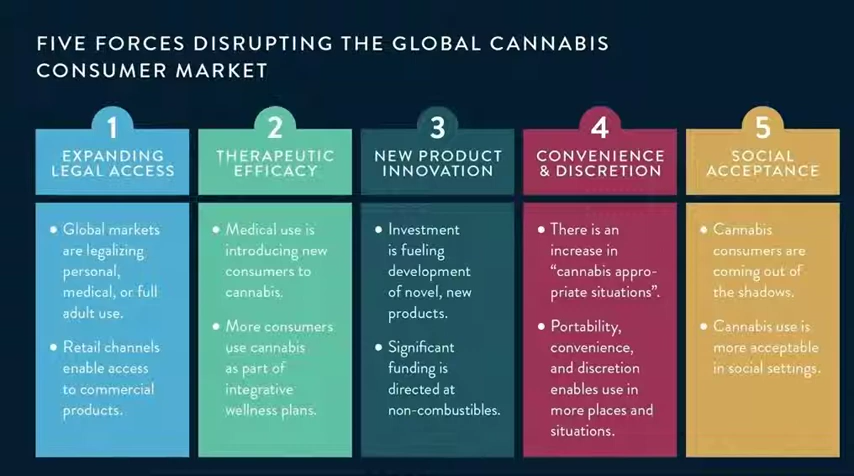 FIVE FORCES DISRUPTING THE GLOBAL CANNABIS
CONSUMER MARKET
1
EXPANDING
LEGAL ACCESS
• Global markets
are legalizing
personal,
medical, or full
adult use.
• Retail channels
enable access
to commercial
products.
2
THERAPEUTIC
EFFICACY
• Medical use is
introducing new
consumers to
cannabis.
• More consumers
use cannabis
as part of
integrative
wellness plans.
3
NEW PRODUCT
INNOVATION
• Investment
is fueling
development
of novel, new
products.
• Significant
funding is
directed at
non-combustibles.
4
CONVENIENCE
& DISCRETION
• There is an
increase in
“cannabis appro-
priate situations”.
• Portability,
convenience,
and discretion
enables use in
more places and
situations.
5
SOCIAL
ACCEPTANCE
• Cannabis
consumers are
coming out of
the shadows.
• Cannabis use is
more acceptable
in social settings.